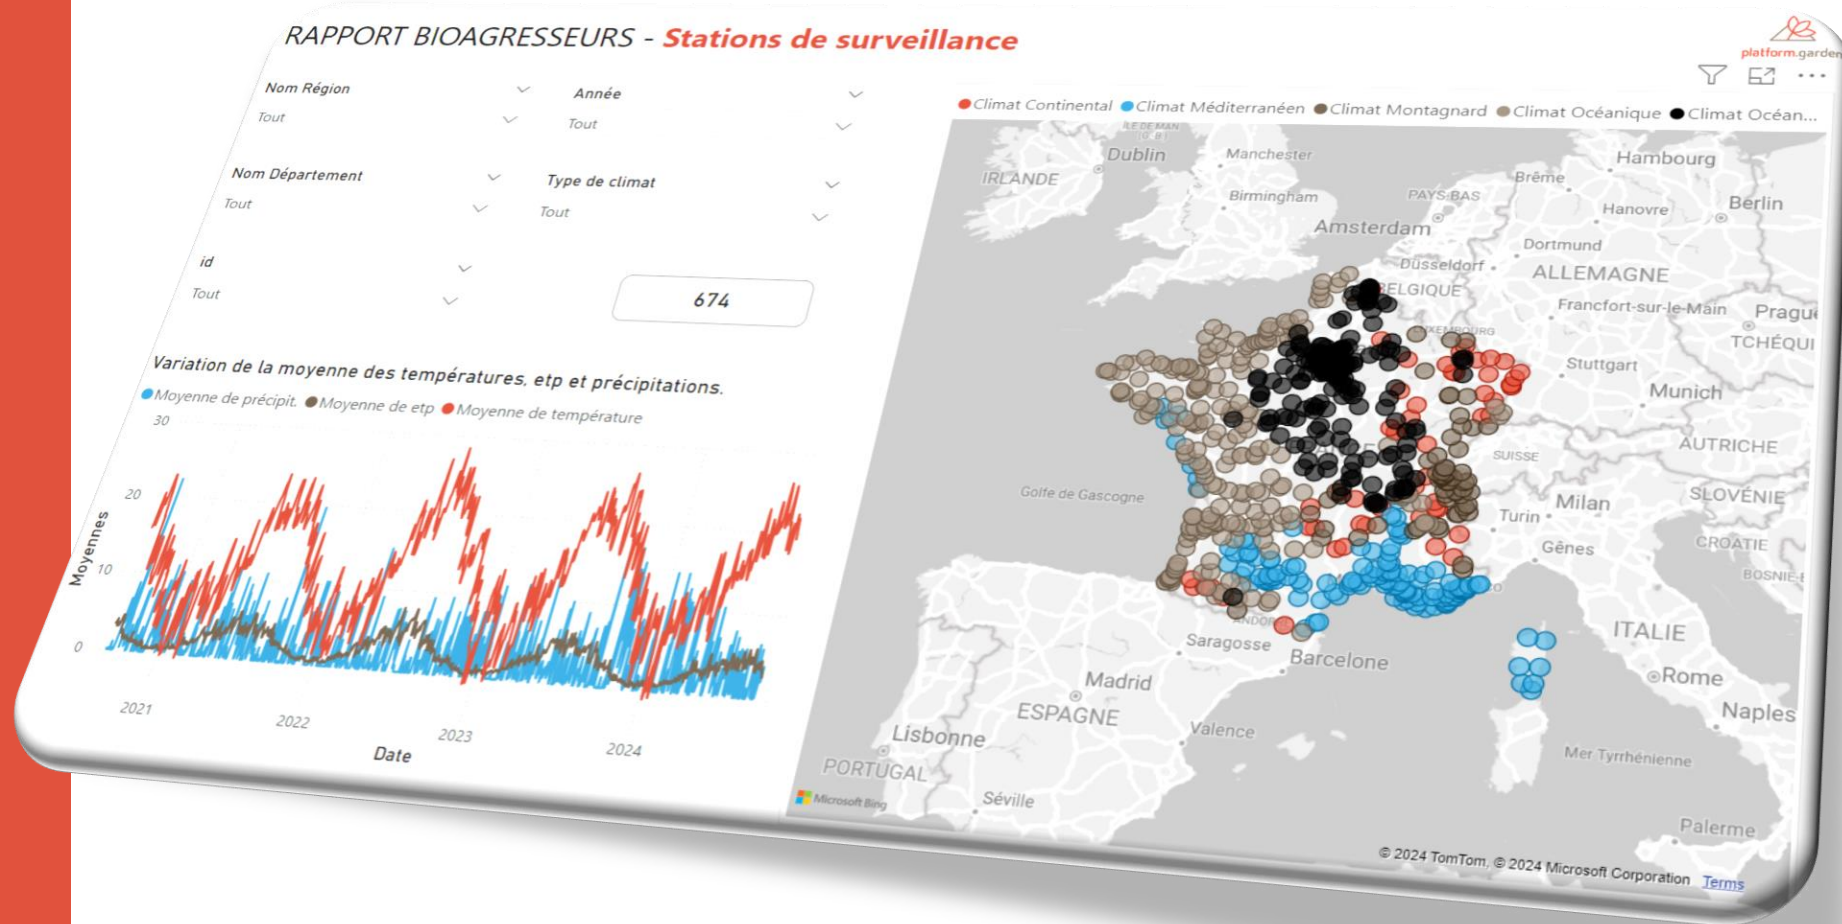 RAPPORT BIOAGRESSEURS - Stations de surveillance
platform.garden
Nom Région
Tout
Année
Tout
Nom Département
Tout
Type de climat
Tout
id
Tout
674
Variation de la moyenne des températures, etp et précipitations.
Moyenne de précipit. Moyenne de etp Moyenne de température
30
20
10
0
Moyennes
2021
2022
2023
2024
Date
Climat Continental Climat Méditerranéen Climat Montagnard Climat Océanique Climat Océan...
ÎLE DE MAN
Dublin
IRLANDE
Manchester
Birmingham
Hambourg
Brême
PAYS-BAS
Hanovre
Berlin
Amsterdam
Dortmund
Düsseldorf
ALLEMAGNE
BELGIQUE
Francfort-sur-le-Main
Prague
TCHÉQUI
Stuttgart
Munich
AUTRICHE
SUISSE
Golfe de Gascogne
Milan
SLOVÉNIE
Turin
Gênes
CROATIE
BOSNIE-
ANDOR
Saragosse
Barcelone
ITALIE
Rome
Madrid
ESPAGNE
Naples
Lisbonne
Valence
Mer Tyrrhénienne
PORTUGAL
Séville
Palerme
Microsoft Bing
© 2024 TomTom, © 2024 Microsoft Corporation Terms